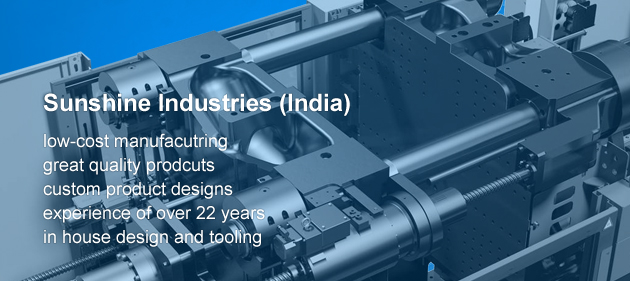 Sunshine Industries (India)
low-cost manufacutring
great quality prodcuts
custom product designs
experience of over 22 years
in house design and tooling